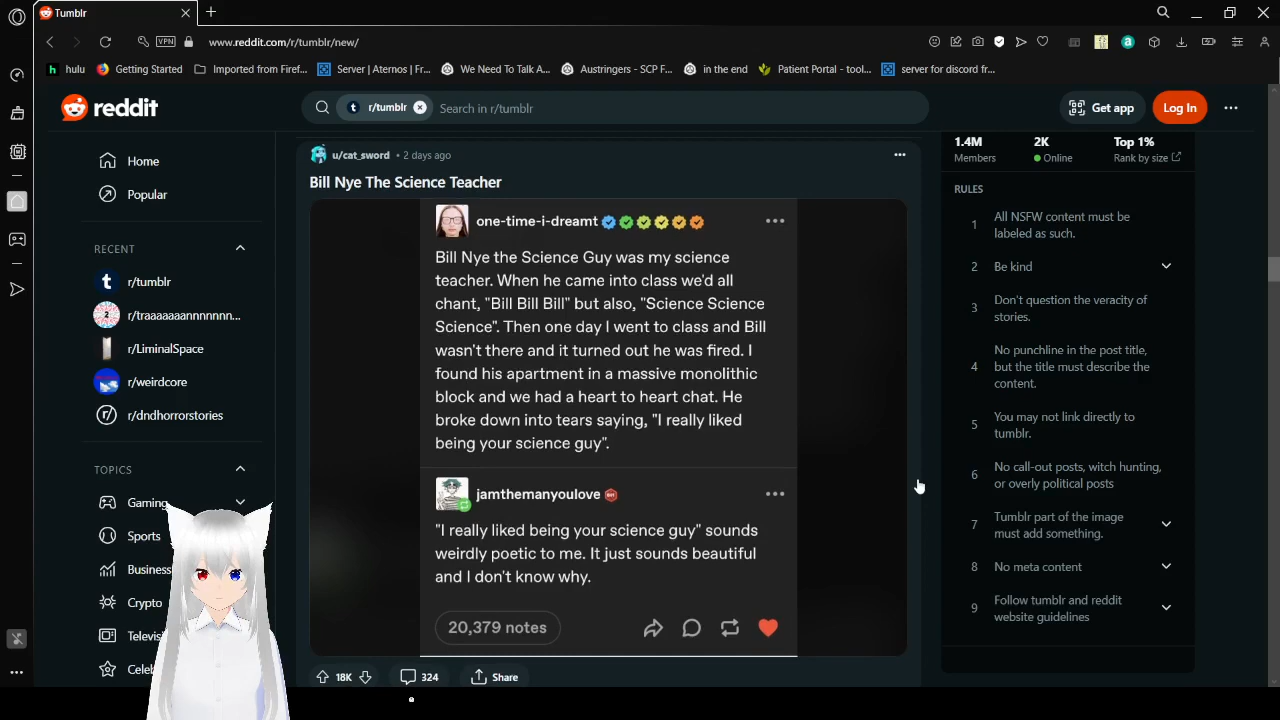 Tumblr
VPN
www.reddit.com/r/tumblr/new/
hulu
Getting Started
Imported from Firef...
Server | Aternos | Fr...
We Need To Talk A...
Austringers - SCP F...
in the end
Patient Portal - tool...
server for discord fr...
reddit
r/tumblr
Search in r/tumblr
Get app
Log In
Home
Popular
RECENT
r/tumblr
r/traaaaaaannnnnnn...
r/LiminalSpace
r/weirdcore
r/dndhorrorstories
TOPICS
Gaming
Sports
Business
Crypto
Televi
Celeb
u/cat_sword • 2 days ago
Bill Nye The Science Teacher
one-time-i-dreamt
Bill Nye the Science Guy was my science
teacher. When he came into class we'd all
chant, "Bill Bill Bill" but also, "Science Science
Science". Then one day I went to class and Bill
wasn't there and it turned out he was fired. I
found his apartment in a massive monolithic
block and we had a heart to heart chat. He
broke down into tears saying, "I really liked
being your science guy".
jamthemanyoulove
"I really liked being your science guy" sounds
weirdly poetic to me. It just sounds beautiful
and I don't know why.
20,379 notes
18K
324
Share
1.4M
Members
2K
Online
Top 1%
Rank by size
RULES
1 All NSFW content must be
labeled as such.
2 Be kind
3 Don't question the veracity of
stories.
4 No punchline in the post title,
but the title must describe the
content.
5 You may not link directly to
tumblr.
6 No call-out posts, witch hunting,
or overly political posts
7 Tumblr part of the image
must add something.
8 No meta content
9 Follow tumblr and reddit
website guidelines